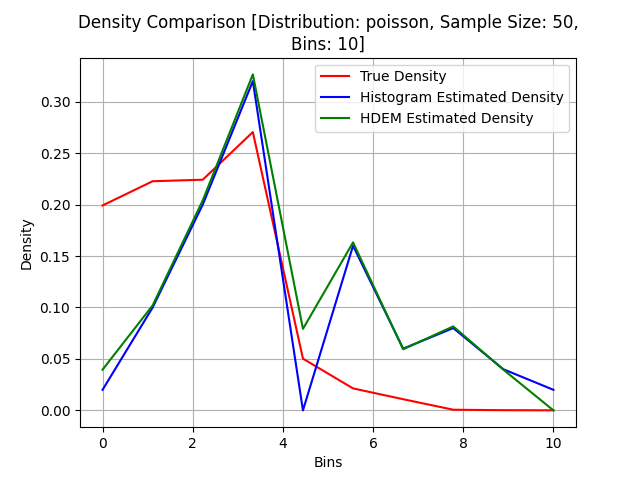 Density Comparison [Distribution: poisson, Sample Size: 50,
Bins: 10]
True Density
Histogram Estimated Density
HDEM Estimated Density
Density
0.30
0.25
0.20
0.15
0.10
0.05
0.00
0 2 4 6 8 10
Bins